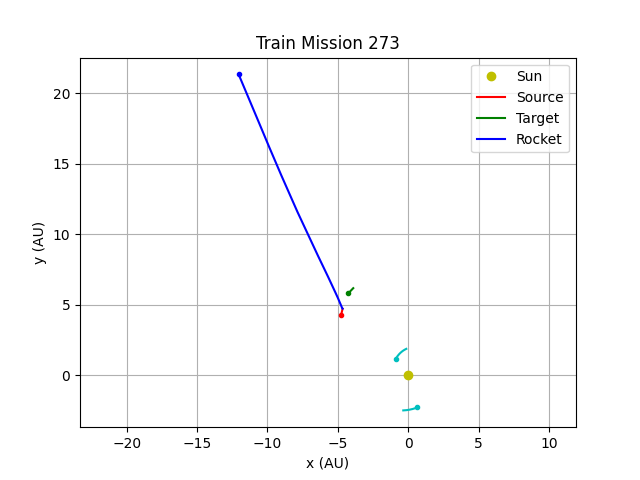 Train Mission 273
Sun
Source
Target
Rocket
20
15
10
5
0
y (AU)
−20 −15 −10 −5 0 5 10
x (AU)